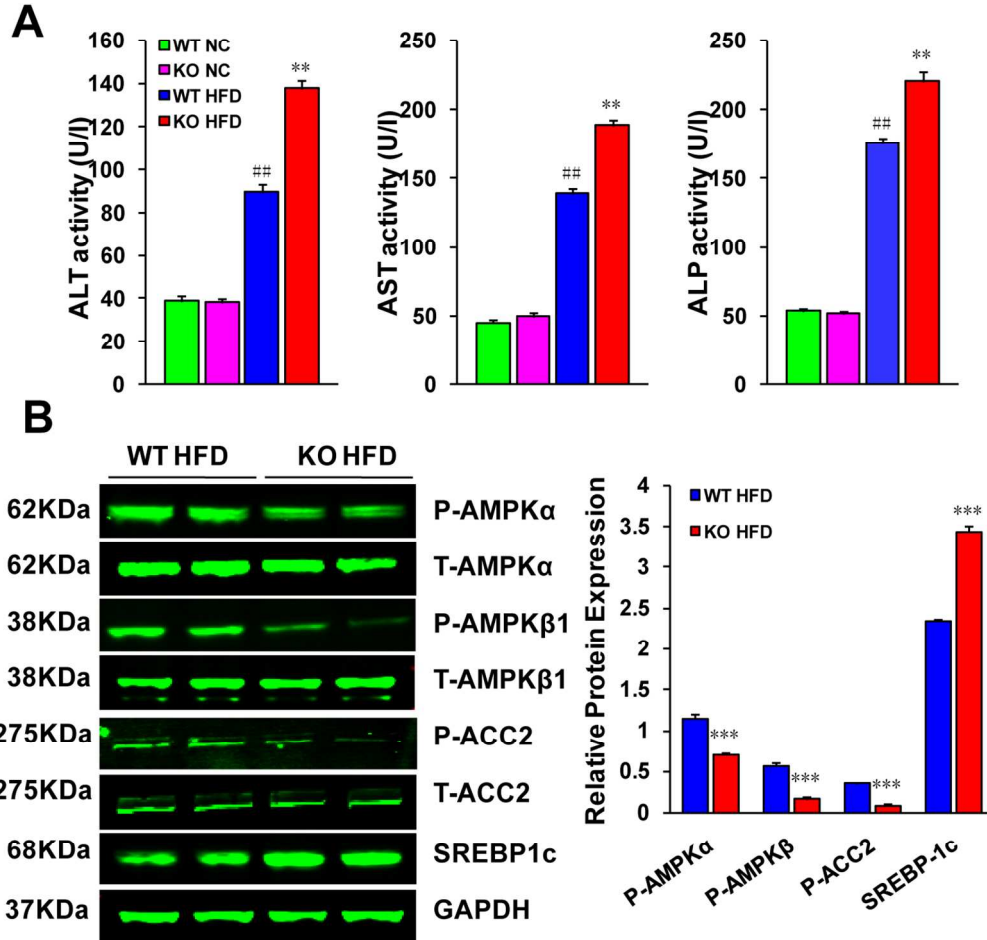 A
ALT activity (U/l)
160
140
120
100
80
60
40
20
0
WT NC
KO NC
WT HFD
KO HFD
##
**
AST activity (U/l)
250
200
150
100
50
0
##
**
ALP activity (U/l)
250
200
150
100
50
0
##
**
B
WT HFD KO HFD
62KDa P-AMPKα
62KDa T-AMPKα
38KDa P-AMPKβ1
38KDa T-AMPKβ1
275KDa P-ACC2
275KDa T-ACC2
68KDa SREBP1c
37KDa GAPDH
Relative Protein Expression
4
3.5
3
2.5
2
1.5
1
0.5
0
WT HFD
KO HFD
***
***
***
***
P-AMPKα
P-AMPKβ
P-ACC2
SREBP-1c